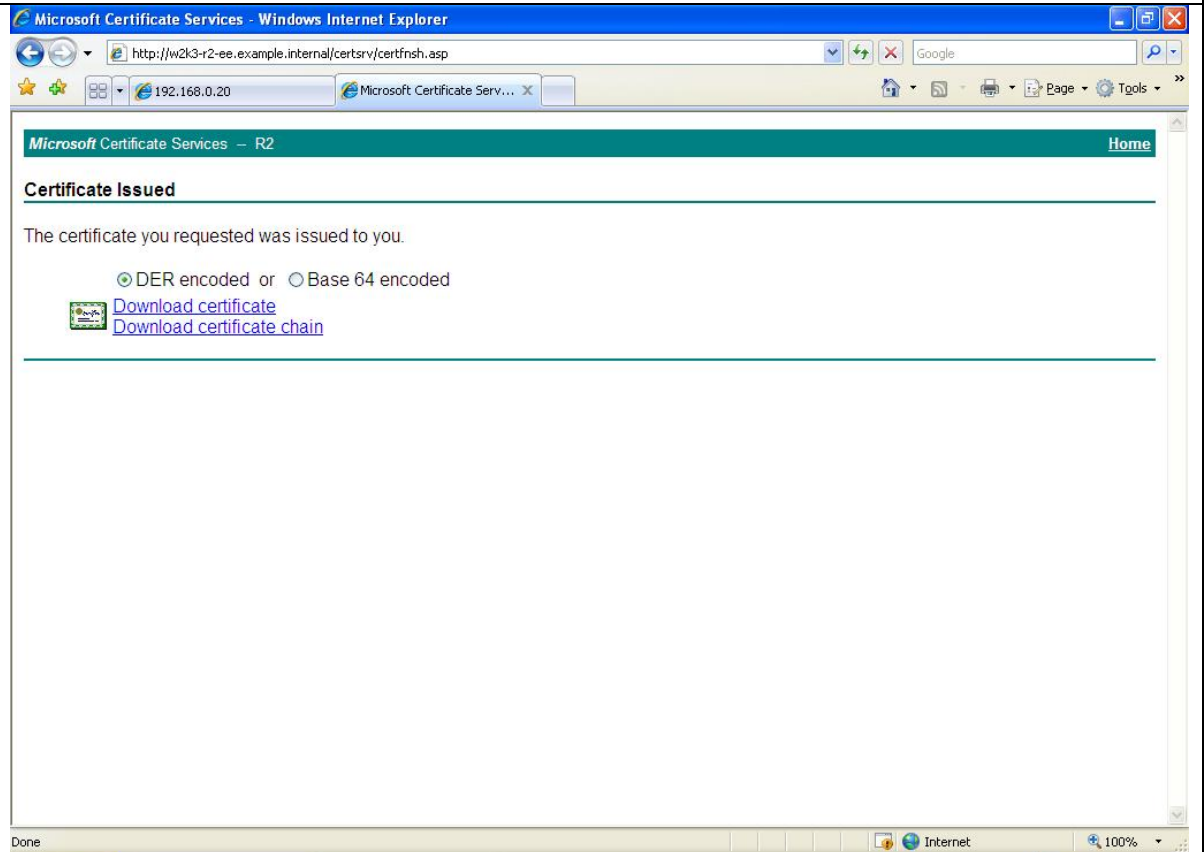 Microsoft Certificate Services - Windows Internet Explorer
http://w2k3-r2-ee.example.internal/certsrv/certfnsh.asp
Google
192.168.0.20
Microsoft Certificate Serv...
Page
Tools
Microsoft Certificate Services -- R2
Home
Certificate Issued
The certificate you requested was issued to you.
DER encoded or Base 64 encoded
Download certificate
Download certificate chain
Done
Internet
100%